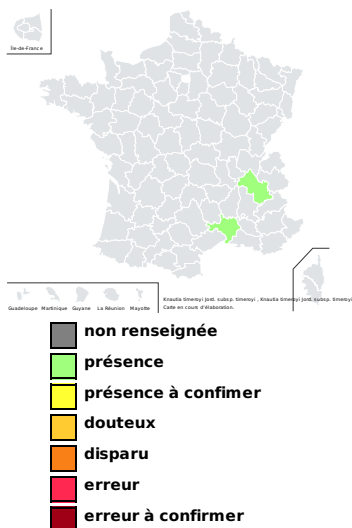 Île-de-France
Guadeloupe Martinique Guyane La Réunion Mayotte
Knautia timeroyi Jord. subsp. timeroyi , Knautia timeroyi Jord. subsp. timeroyi
Carte en cours d'élaboration.
non renseignée
présence
présence à confimer
douteux
disparu
erreur
erreur à confirmer